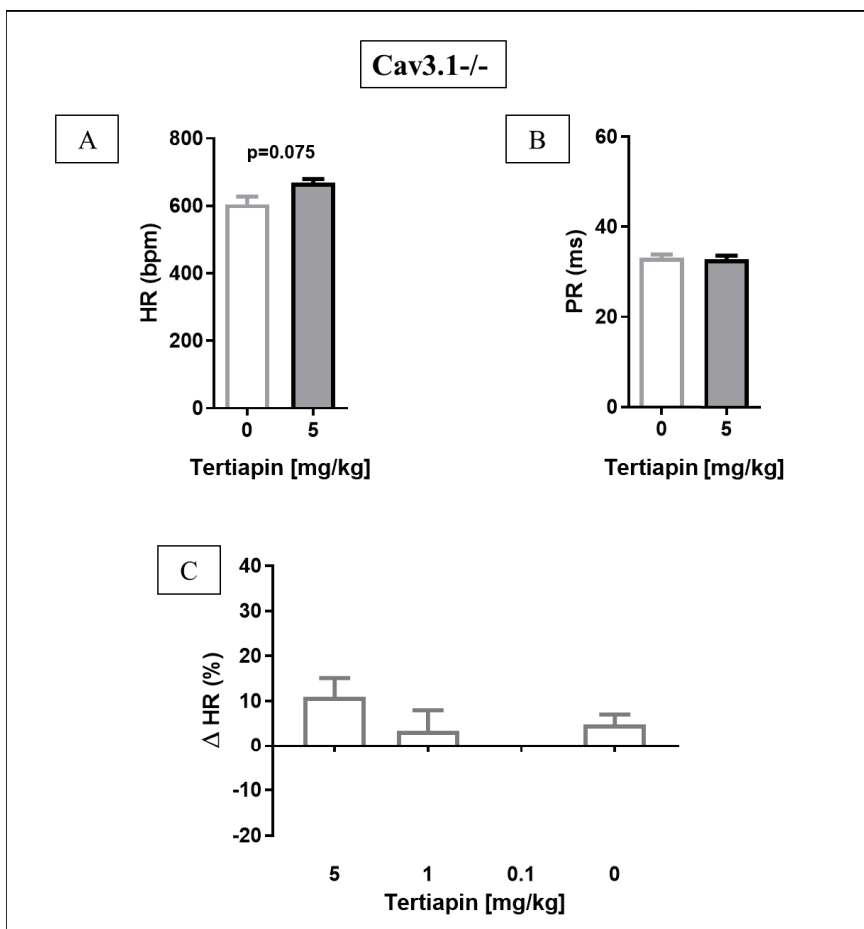 Cav3.1-/-
A
800
600
400
200
0
HR (bpm)
p=0.075
0 5
Tertiapin [mg/kg]
B
60
40
20
0
PR (ms)
0 5
Tertiapin [mg/kg]
C
40
30
20
10
0
-10
-20
Δ HR (%)
5 1 0.1 0
Tertiapin [mg/kg]